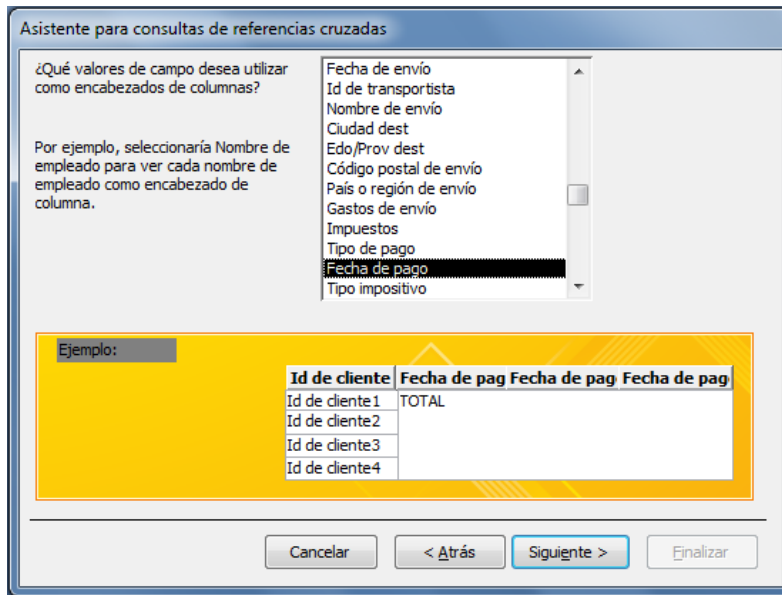 Asistente para consultas de referencias cruzadas
¿Qué valores de campo desea utilizar
como encabezados de columnas?
Por ejemplo, seleccionaría Nombre de
empleado para ver cada nombre de
empleado como encabezado de
columna.
Fecha de envío
Id de transportista
Nombre de envío
Ciudad dest
Edo/Prov dest
Código postal de envío
País o región de envío
Gastos de envío
Impuestos
Tipo de pago
Fecha de pago
Tipo impositivo
Ejemplo:
Id de cliente Fecha de pag Fecha de pag Fecha de pag
Id de cliente1 TOTAL
Id de cliente2
Id de cliente3
Id de cliente4
Cancelar < Atrás Siguiente > Finalizar